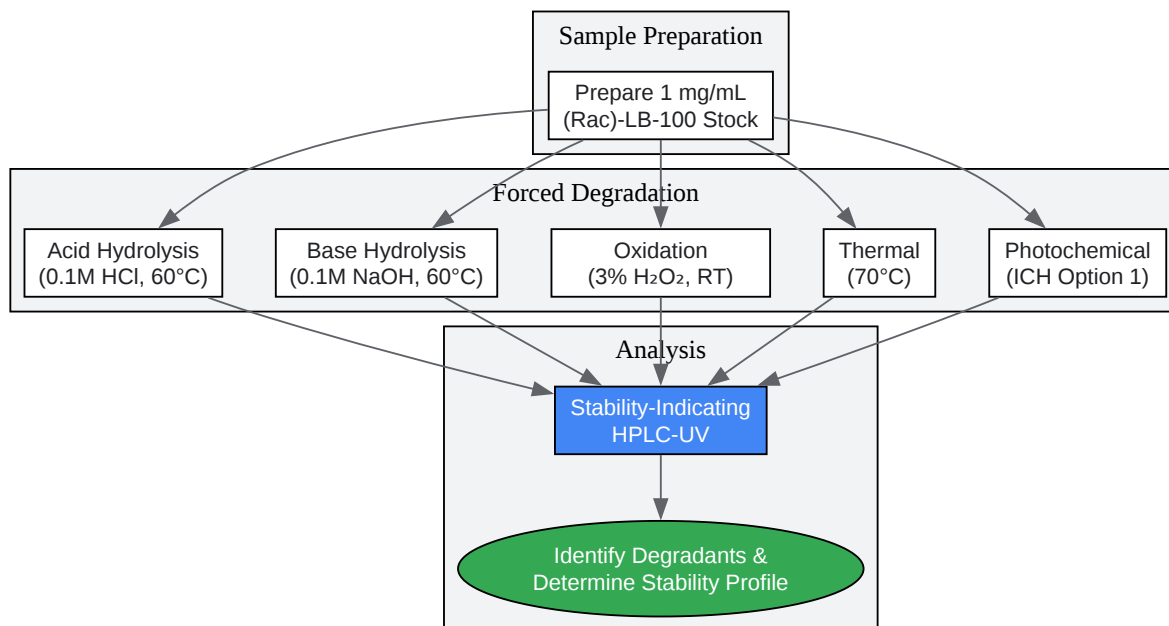 Sample Preparation
Prepare 1 mg/mL
(Rac)-LB-100 Stock
Forced Degradation
Acid Hydrolysis
(0.1M HCl, 60°C)
Base Hydrolysis
(0.1M NaOH, 60°C)
Oxidation
(3% H₂O₂, RT)
Thermal
(70°C)
Photochemical
(ICH Option 1)
Analysis
Stability-Indicating
HPLC-UV
Identify Degradants &
Determine Stability Profile